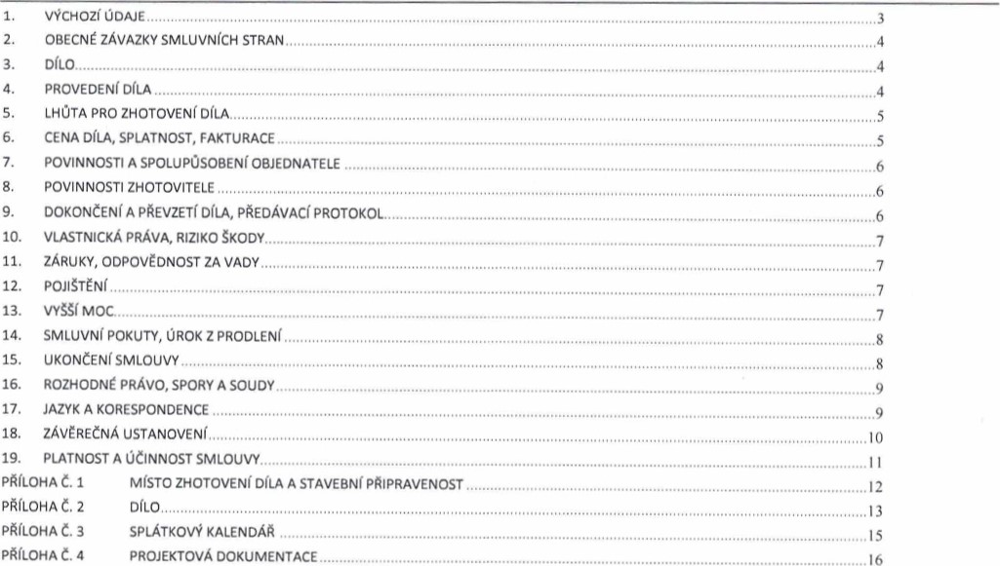 1. VÝCHOZÍ ÚDAJE 3
2. OBECNÉ ZÁVAZKY SMLUVNÍCH STRAN 4
3. DÍLO 4
4. PROVEDENÍ DÍLA 4
5. LHŮTA PRO ZHOTOVENÍ DÍLA 5
6. CENA DÍLA, SPLATNOST, FAKTURACE 5
7. POVINNOSTI A SPOLUPŮSOBENÍ OBJEDNATELE 6
8. POVINNOSTI ZHOTOVITELE 6
9. DOKONČENÍ A PŘEVZETÍ DÍLA, PŘEDÁVACÍ PROTOKOL 6
10. VLASTNICKÁ PRÁVA, RIZIKO ŠKODY 7
11. ZÁRUKY, ODPOVĚDNOST ZA VADY 7
12. POJIŠTĚNÍ 7
13. VYŠŠÍ MOC 7
14. SMLUVNÍ POKUTY, ÚROK Z PRODLENÍ 8
15. UKONČENÍ SMLOUVY 8
16. ROZHODNÉ PRÁVO, SPORY A SOUDY 9
17. JAZYK A KORESPONDENCE 9
18. ZÁVĚREČNÁ USTANOVENÍ 10
19. PLATNOST A ÚČINNOST SMLOUVY 11
PŘÍLOHA Č. 1 MÍSTO ZHOTOVENÍ DÍLA A STAVEBNÍ PŘIPRAVENOST 12
PŘÍLOHA Č. 2 DÍLO 13
PŘÍLOHA Č. 3 SPLÁTKOVÝ KALENDÁŘ 15
PŘÍLOHA Č. 4 PROJEKTOVÁ DOKUMENTACE 16